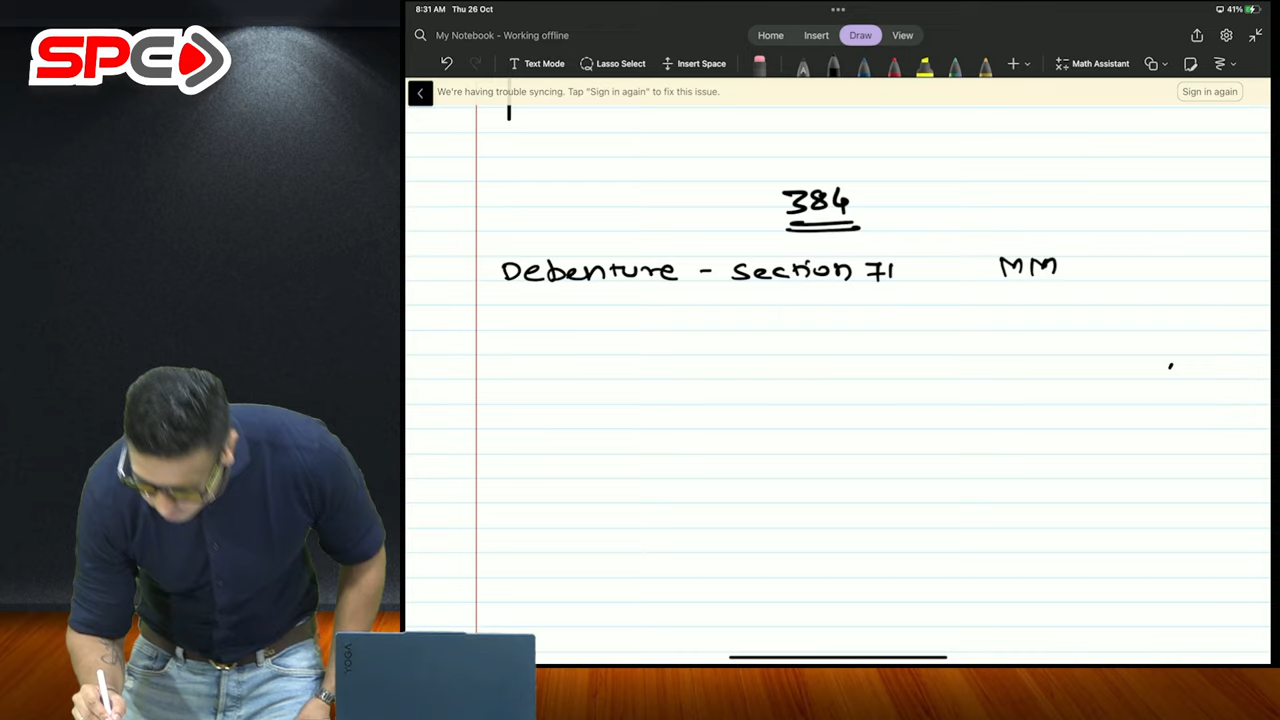 SPED
8:31 AM Thu 26 Oct
41%
My Notebook - Working offline
Home Insert Draw View
Text Mode Lasso Select Insert Space Math Assistant
We're having trouble syncing. Tap "Sign in again" to fix this issue.
Sign in again
384
Debenture - Section 71 MM
YOGA